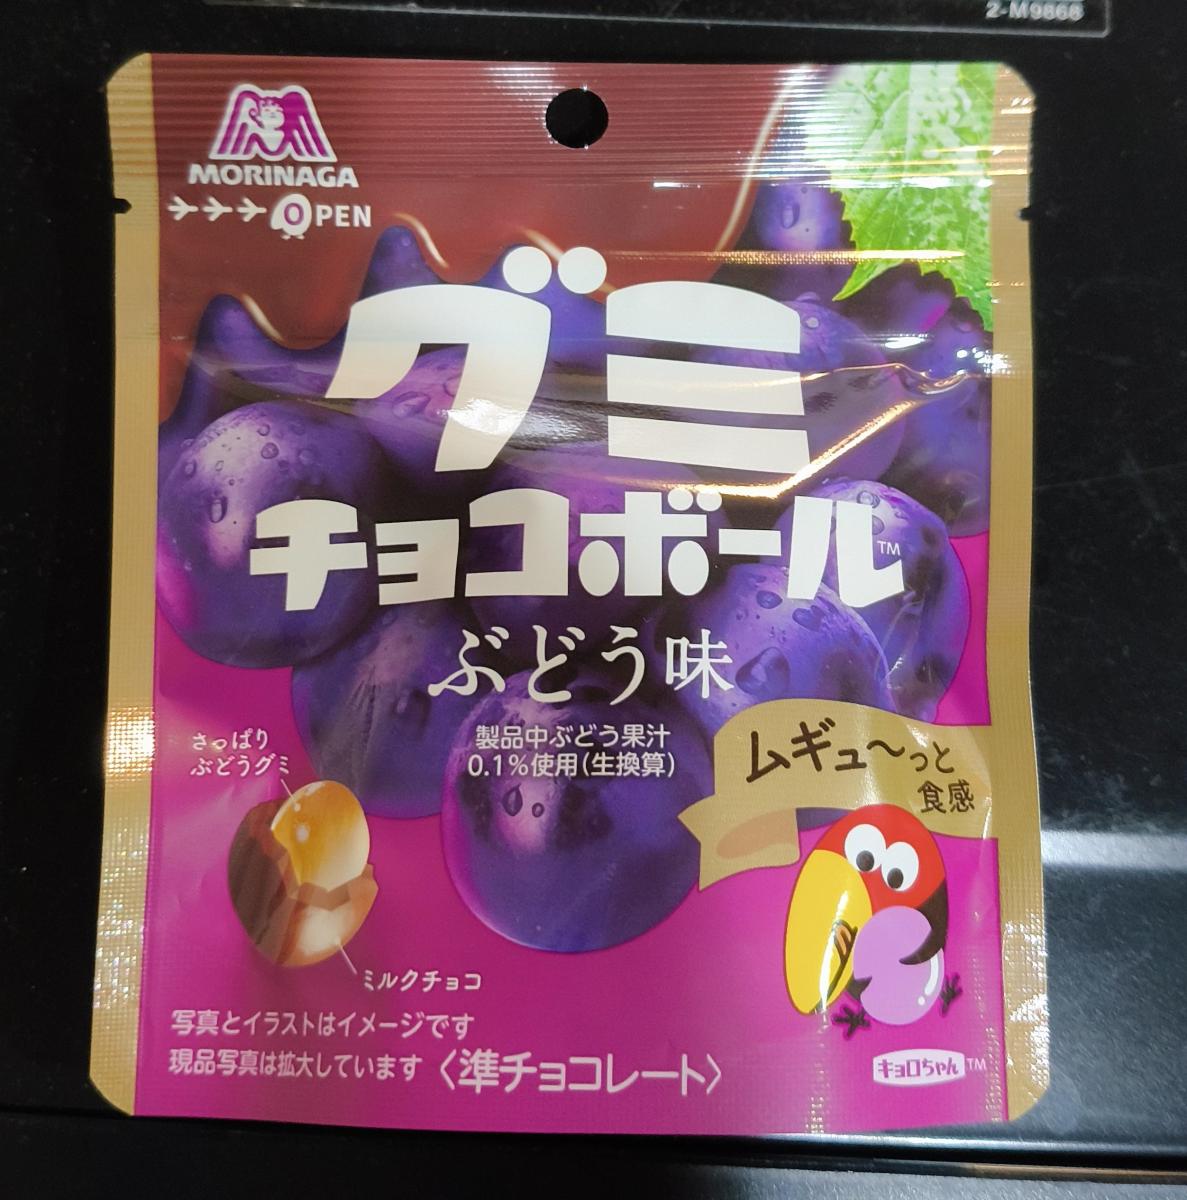 2-M9868
MORINAGA
OPEN
グミ
チョコボール™
ぶどう味
製品中ぶどう果汁
0.1%使用(生換算)
ムギュ〜っと
食感
さっぱり
ぶどうグミ
ミルクチョコ
写真とイラストはイメージです
現品写真は拡大しています〈準チョコレート〉
キョロちゃん™